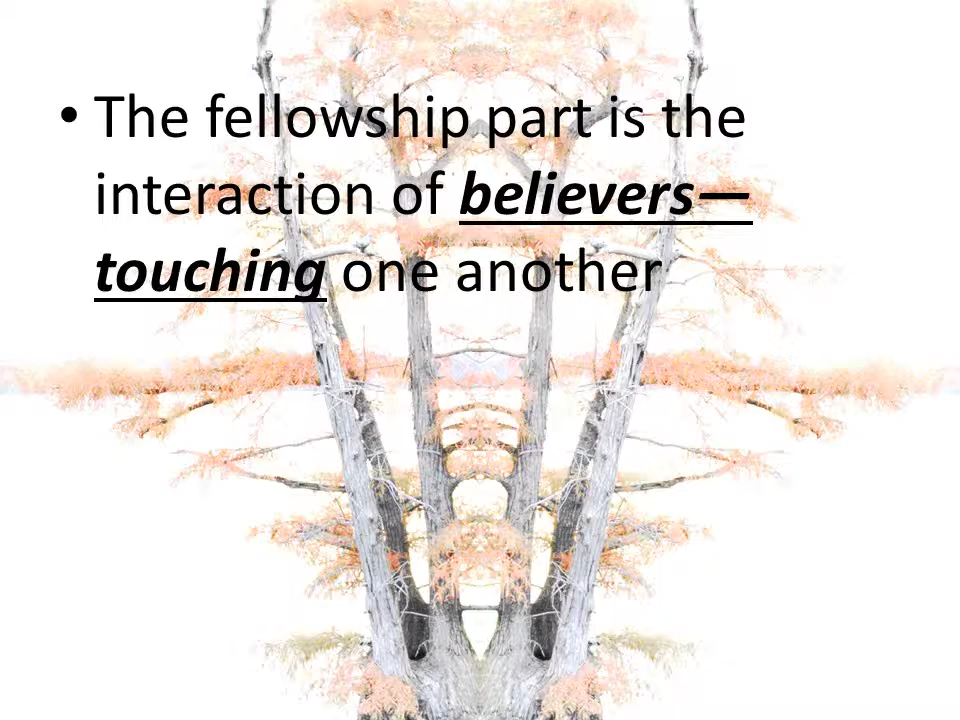 • The fellowship part is the
interaction of believers—
touching one another